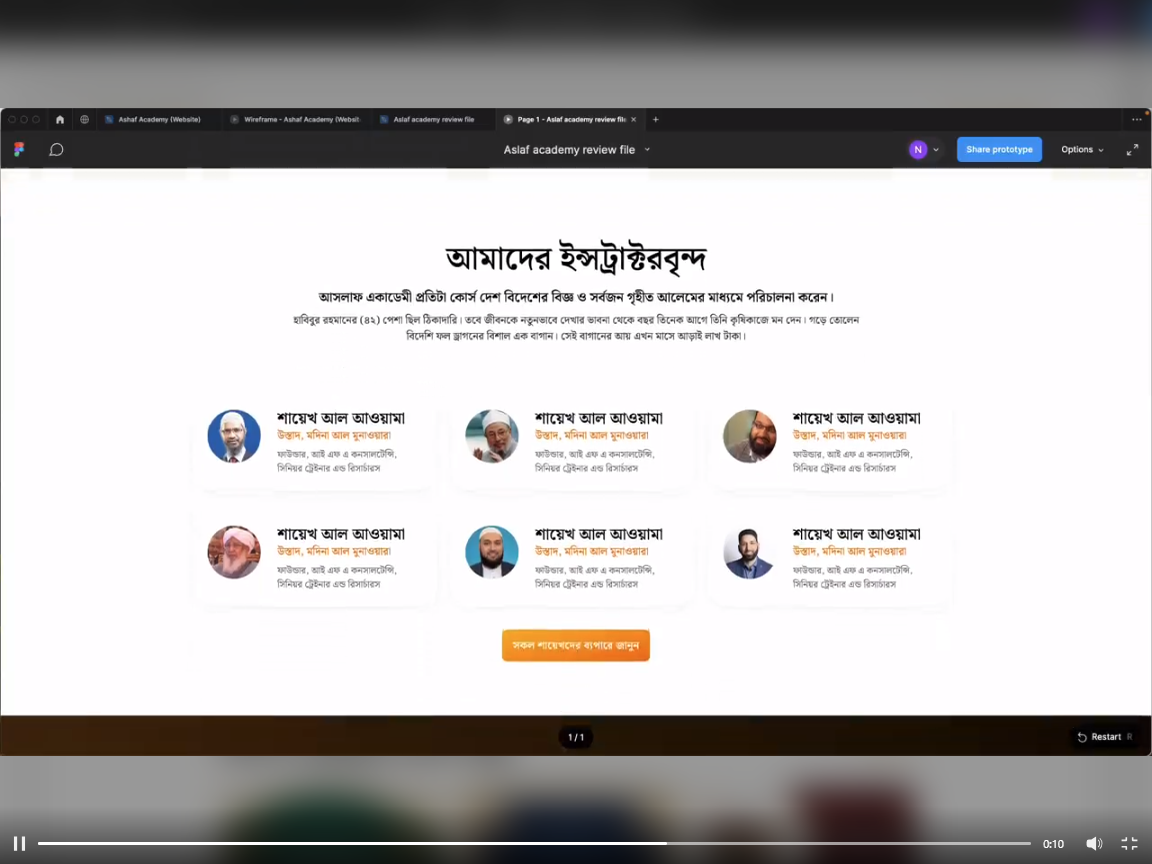 Ashaf Academy (Website)
Wireframe - Ashaf Academy (Websit
Aslaf academy review file
Page 1 - Aslaf academy review file
Aslaf academy review file
N
Share prototype
Options
আমাদের ইন্সট্রাক্টরবৃন্দ
আসলাফ একাডেমী প্রতিটা কোর্স দেশ বিদেশের বিজ্ঞ ও সর্বজন গৃহীত আলেমের মাধ্যমে পরিচালনা করেন।
হাবিবুর রহমানের (৪২) পেশা ছিল ঠিকাদারি। তবে জীবনকে নতুনভাবে দেখার ভাবনা থেকে বছর তিনেক আগে তিনি কৃষিকাজে মন দেন। গড়ে তোলেন
বিদেশি ফল ড্রাগনের বিশাল এক বাগান। সেই বাগানের আয় এখন মাসে আড়াই লাখ টাকা।
শায়েখ আল আওয়ামা
উস্তাদ, মদিনা আল মুনাওয়ারা
ফাউন্ডার, আই এফ এ কনসালটেন্সি,
সিনিয়র ট্রেইনার এন্ড রিসার্চারস
শায়েখ আল আওয়ামা
উস্তাদ, মদিনা আল মুনাওয়ারা
ফাউন্ডার, আই এফ এ কনসালটেন্সি,
সিনিয়র ট্রেইনার এন্ড রিসার্চারস
শায়েখ আল আওয়ামা
উস্তাদ, মদিনা আল মুনাওয়ারা
ফাউন্ডার, আই এফ এ কনসালটেন্সি,
সিনিয়র ট্রেইনার এন্ড রিসার্চারস
শায়েখ আল আওয়ামা
উস্তাদ, মদিনা আল মুনাওয়ারা
ফাউন্ডার, আই এফ এ কনসালটেন্সি,
সিনিয়র ট্রেইনার এন্ড রিসার্চারস
শায়েখ আল আওয়ামা
উস্তাদ, মদিনা আল মুনাওয়ারা
ফাউন্ডার, আই এফ এ কনসালটেন্সি,
সিনিয়র ট্রেইনার এন্ড রিসার্চারস
শায়েখ আল আওয়ামা
উস্তাদ, মদিনা আল মুনাওয়ারা
ফাউন্ডার, আই এফ এ কনসালটেন্সি,
সিনিয়র ট্রেইনার এন্ড রিসার্চারস
সকল শায়েখদের ব্যপারে জানুন
1 / 1
Restart R
0:10